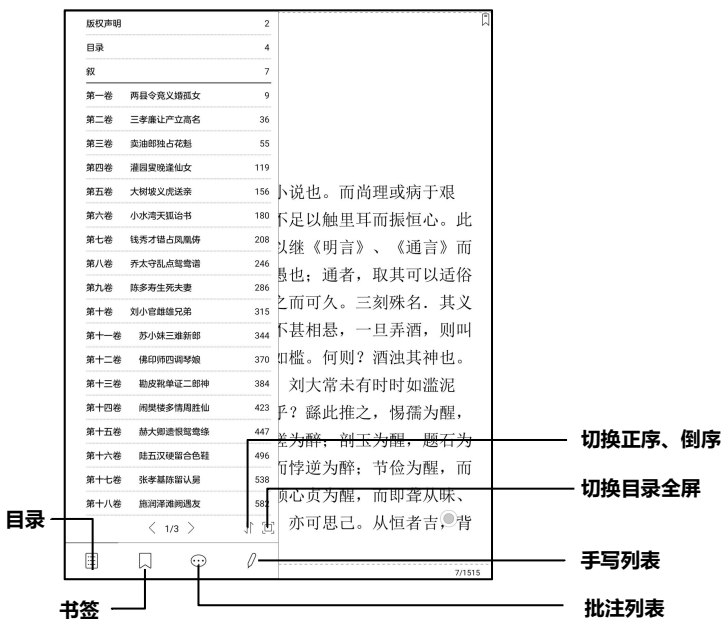 版权声明 2
目录 4
叙 7
第一卷 两县令竞义婚孤女 9
第二卷 三孝廉让产立高名 36
第三卷 卖油郎独占花魁 55
第四卷 灌园叟晚逢仙女 119
第五卷 大树坡义虎送亲 156
第六卷 小水湾天狐诒书 180
第七卷 钱秀才错占凤凰俦 208
第八卷 乔太守乱点鸳鸯谱 246
第九卷 陈多寿生死夫妻 286
第十卷 刘小官雌雄兄弟 315
第十一卷 苏小妹三难新郎 344
第十二卷 佛印师四调琴娘 370
第十三卷 勘皮靴单证二郎神 384
第十四卷 闹樊楼多情周胜仙 423
第十五卷 赫大卿遗恨鸳鸯绦 447
第十六卷 陆五汉硬留合色鞋 496
第十七卷 张孝基陈留认舅 538
第十八卷 施润泽滩阙遇友 582
1/3
小说也。而尚理或病于艰
不足以触里耳而振恒心。此
以继《明言》、《通言》而
愚也；通者，取其可以适俗
之而可久。三刻殊名．其义
不甚相悬，一旦弄酒，则叫
如槛。何则？酒浊其神也。
刘大常未有时时如滥泥
乎？繇此推之，惕孺为醒，
为醉；剖玉为醒，题石为
而悖逆为醉；节俭为醒，而
心贞为醒，而即聋从昧、
亦可思己。从恒者吉，背
7/1515
切换正序、倒序
切换目录全屏
目录
手写列表
书签
批注列表